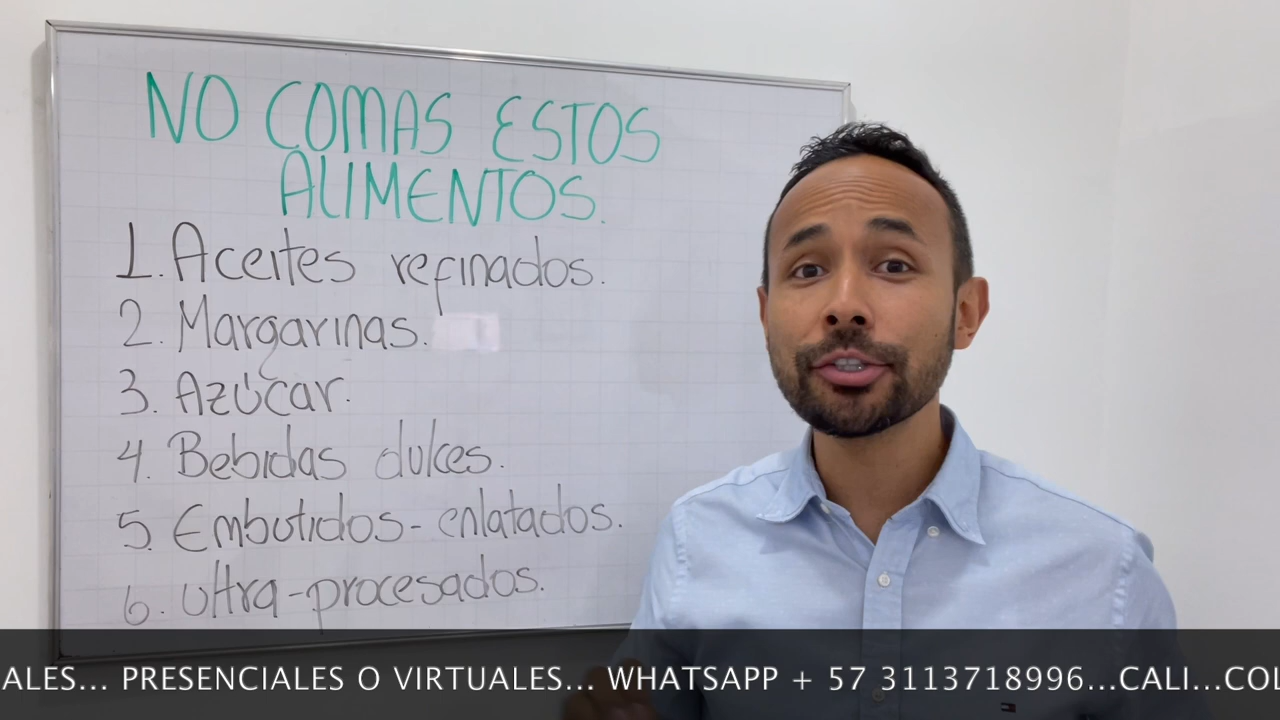 NO COMAS ESTOS
ALIMENTOS.
1. Aceites refinados.
2. Margarinas.
3. Azúcar.
4. Bebidas dulces.
5. Embutidos - enlatados.
6. Ultra - procesados.
ALES... PRESENCIALES O VIRTUALES... WHATSAPP + 57 3113718996...CALI...COL